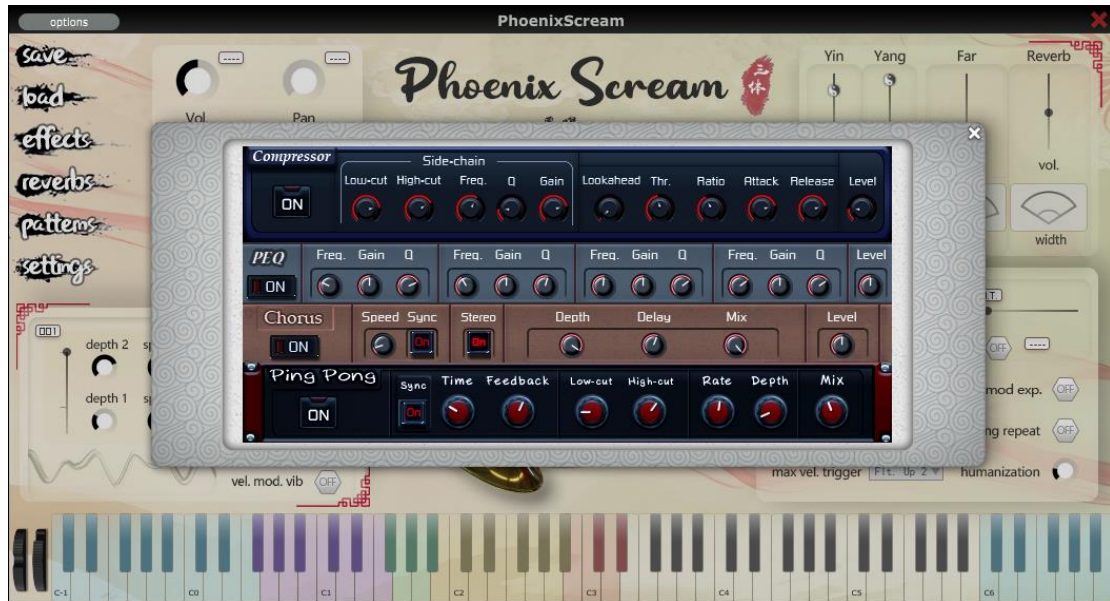 options
PhoenixScream
save
load
effects
reverbs
patterns
settings
----
----
Vol
Pan
Phoenix Scream
三体
Yin Yang Far Reverb
vol.
width
Compressor
Side-chain
Low-cut High-cut Freq. Q Gain Lookahead Thr. Ratio Attack Release Level
ON
PEQ Freq. Gain Q Freq. Gain Q Freq. Gain Q Freq. Gain Q Level
ON
Chorus Speed Sync Stereo Depth Delay Mix Level
ON On On
Ping Pong Sync Time Feedback Low-cut High-cut Rate Depth Mix
ON On
001
depth 2
depth 1
vel. mod. vib OFF
T.
OFF ----
mod exp. OFF
ng repeat OFF
max vel. trigger Flt. Up 2 humanization
C-1 C0 C1 C2 C3 C4 C5 C6